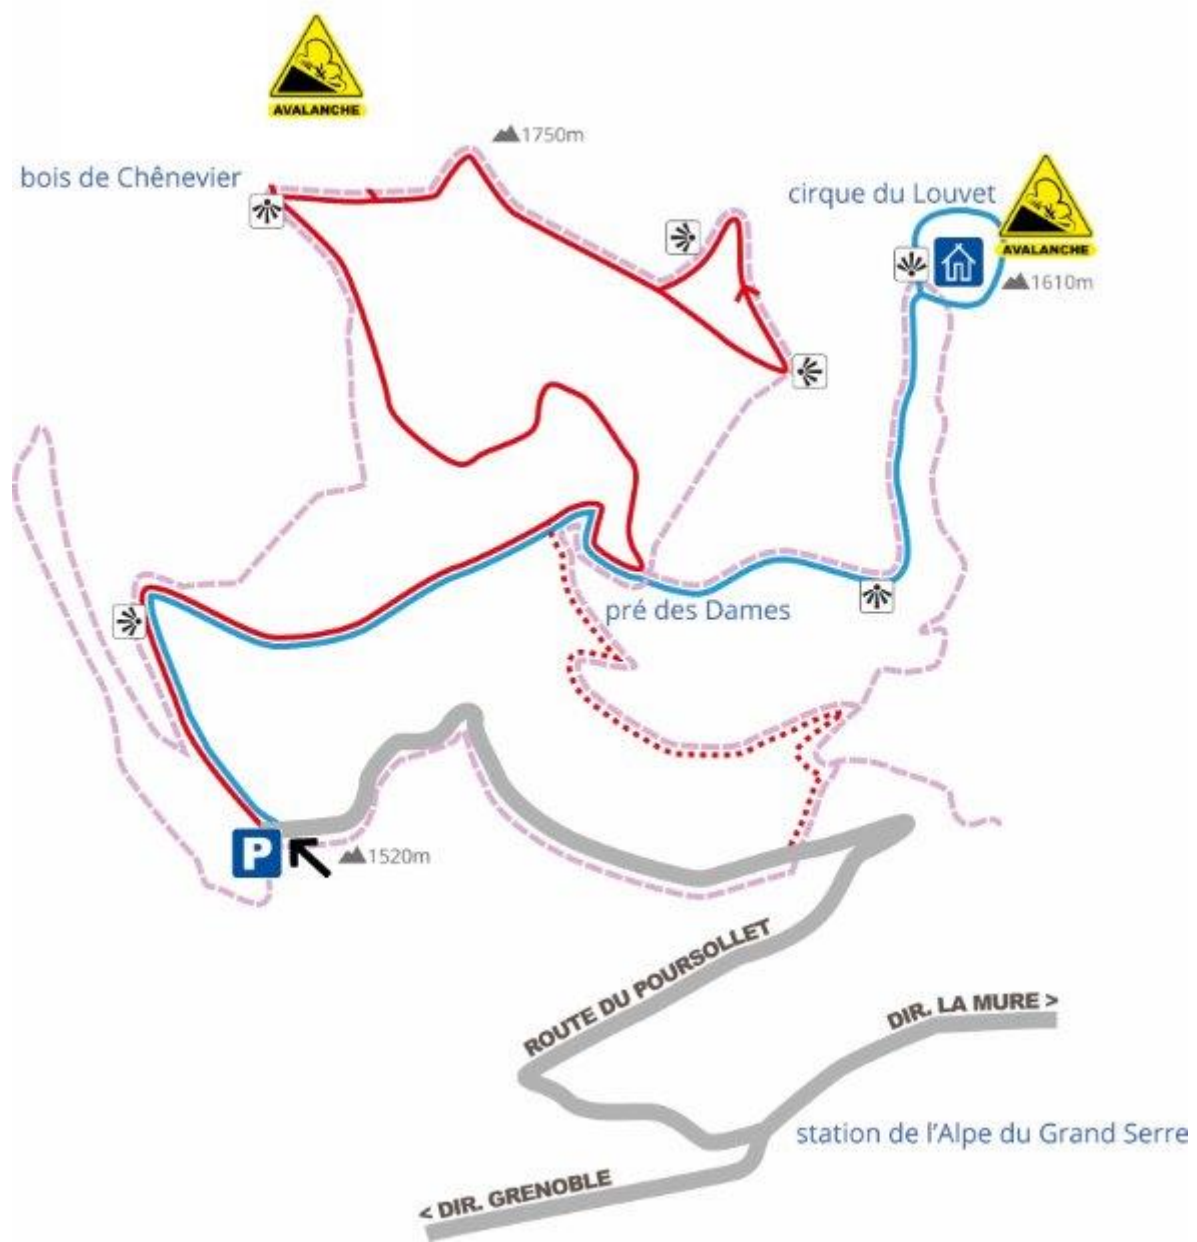 AVALANCHE
1750m
bois de Chênevier
cirque du Louvet
AVALANCHE
1610m
pré des Dames
P
1520m
ROUTE DU POURSOLLET
DIR. LA MURE >
station de l'Alpe du Grand Serre
< DIR. GRENOBLE